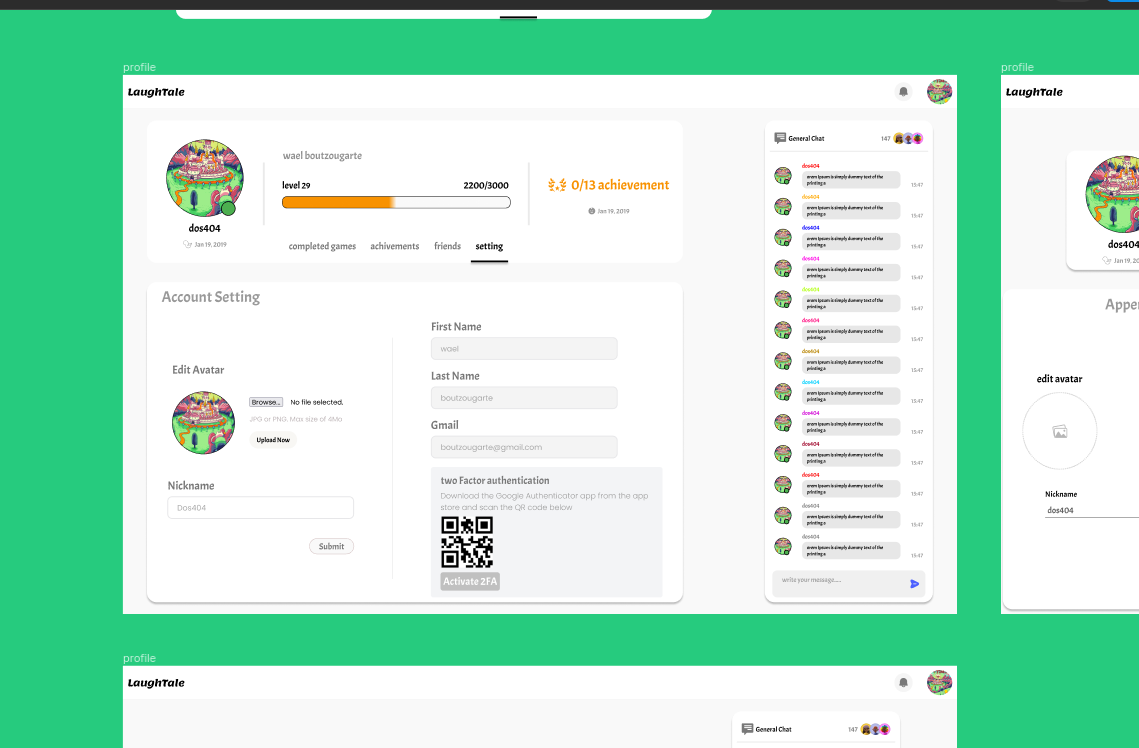 profile
LaughTale
wael boutzougarte
level 29
2200/3000
0/13 achievement
Jan 19, 2019
dos404
Jan 19, 2019
completed games
achivements
friends
setting
Account Setting
Edit Avatar
Browse...
No file selected.
JPG or PNG. Max size of 4Mo
Upload Now
Nickname
Dos404
Submit
First Name
wael
Last Name
boutzougarte
Gmail
boutzougarte@gmail.com
two Factor authentication
Download the Google Authenticator app from the app
store and scan the QR code below
Activate 2FA
General Chat
147
dos404
orem Ipsum is simply dummy text of the
printing a
15:47
dos404
orem Ipsum is simply dummy text of the
printing a
15:47
dos404
orem Ipsum is simply dummy text of the
printing a
15:47
dos404
orem Ipsum is simply dummy text of the
printing a
15:47
dos404
orem Ipsum is simply dummy text of the
printing a
15:47
dos404
orem Ipsum is simply dummy text of the
printing a
15:47
dos404
orem Ipsum is simply dummy text of the
printing a
15:47
dos404
orem Ipsum is simply dummy text of the
printing a
15:47
dos404
orem Ipsum is simply dummy text of the
printing a
15:47
dos404
orem Ipsum is simply dummy text of the
printing a
15:47
dos404
orem Ipsum is simply dummy text of the
printing a
15:47
dos404
orem Ipsum is simply dummy text of the
printing a
15:47
dos404
orem Ipsum is simply dummy text of the
printing a
15:47
write your message....
profile
LaughTale
dos404
Jan 19, 20
Apper
edit avatar
Nickname
dos404
profile
LaughTale
General Chat
147